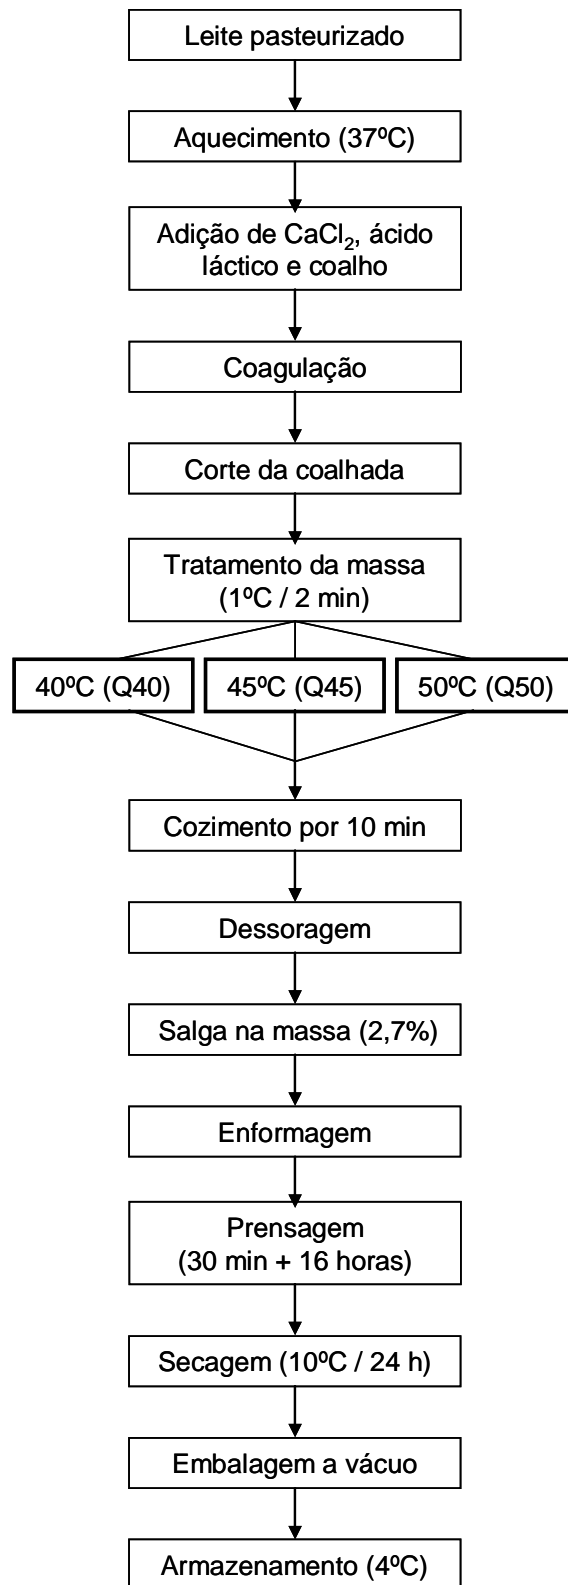 Leite pasteurizado
Aquecimento (37ºC)
Adição de CaCl₂, ácido
láctico e coalho
Coagulação
Corte da coalhada
Tratamento da massa
(1ºC / 2 min)
40ºC (Q40)
45ºC (Q45)
50ºC (Q50)
Cozimento por 10 min
Dessoragem
Salga na massa (2,7%)
Enformagem
Prensagem
(30 min + 16 horas)
Secagem (10ºC / 24 h)
Embalagem a vácuo
Armazenamento (4ºC)